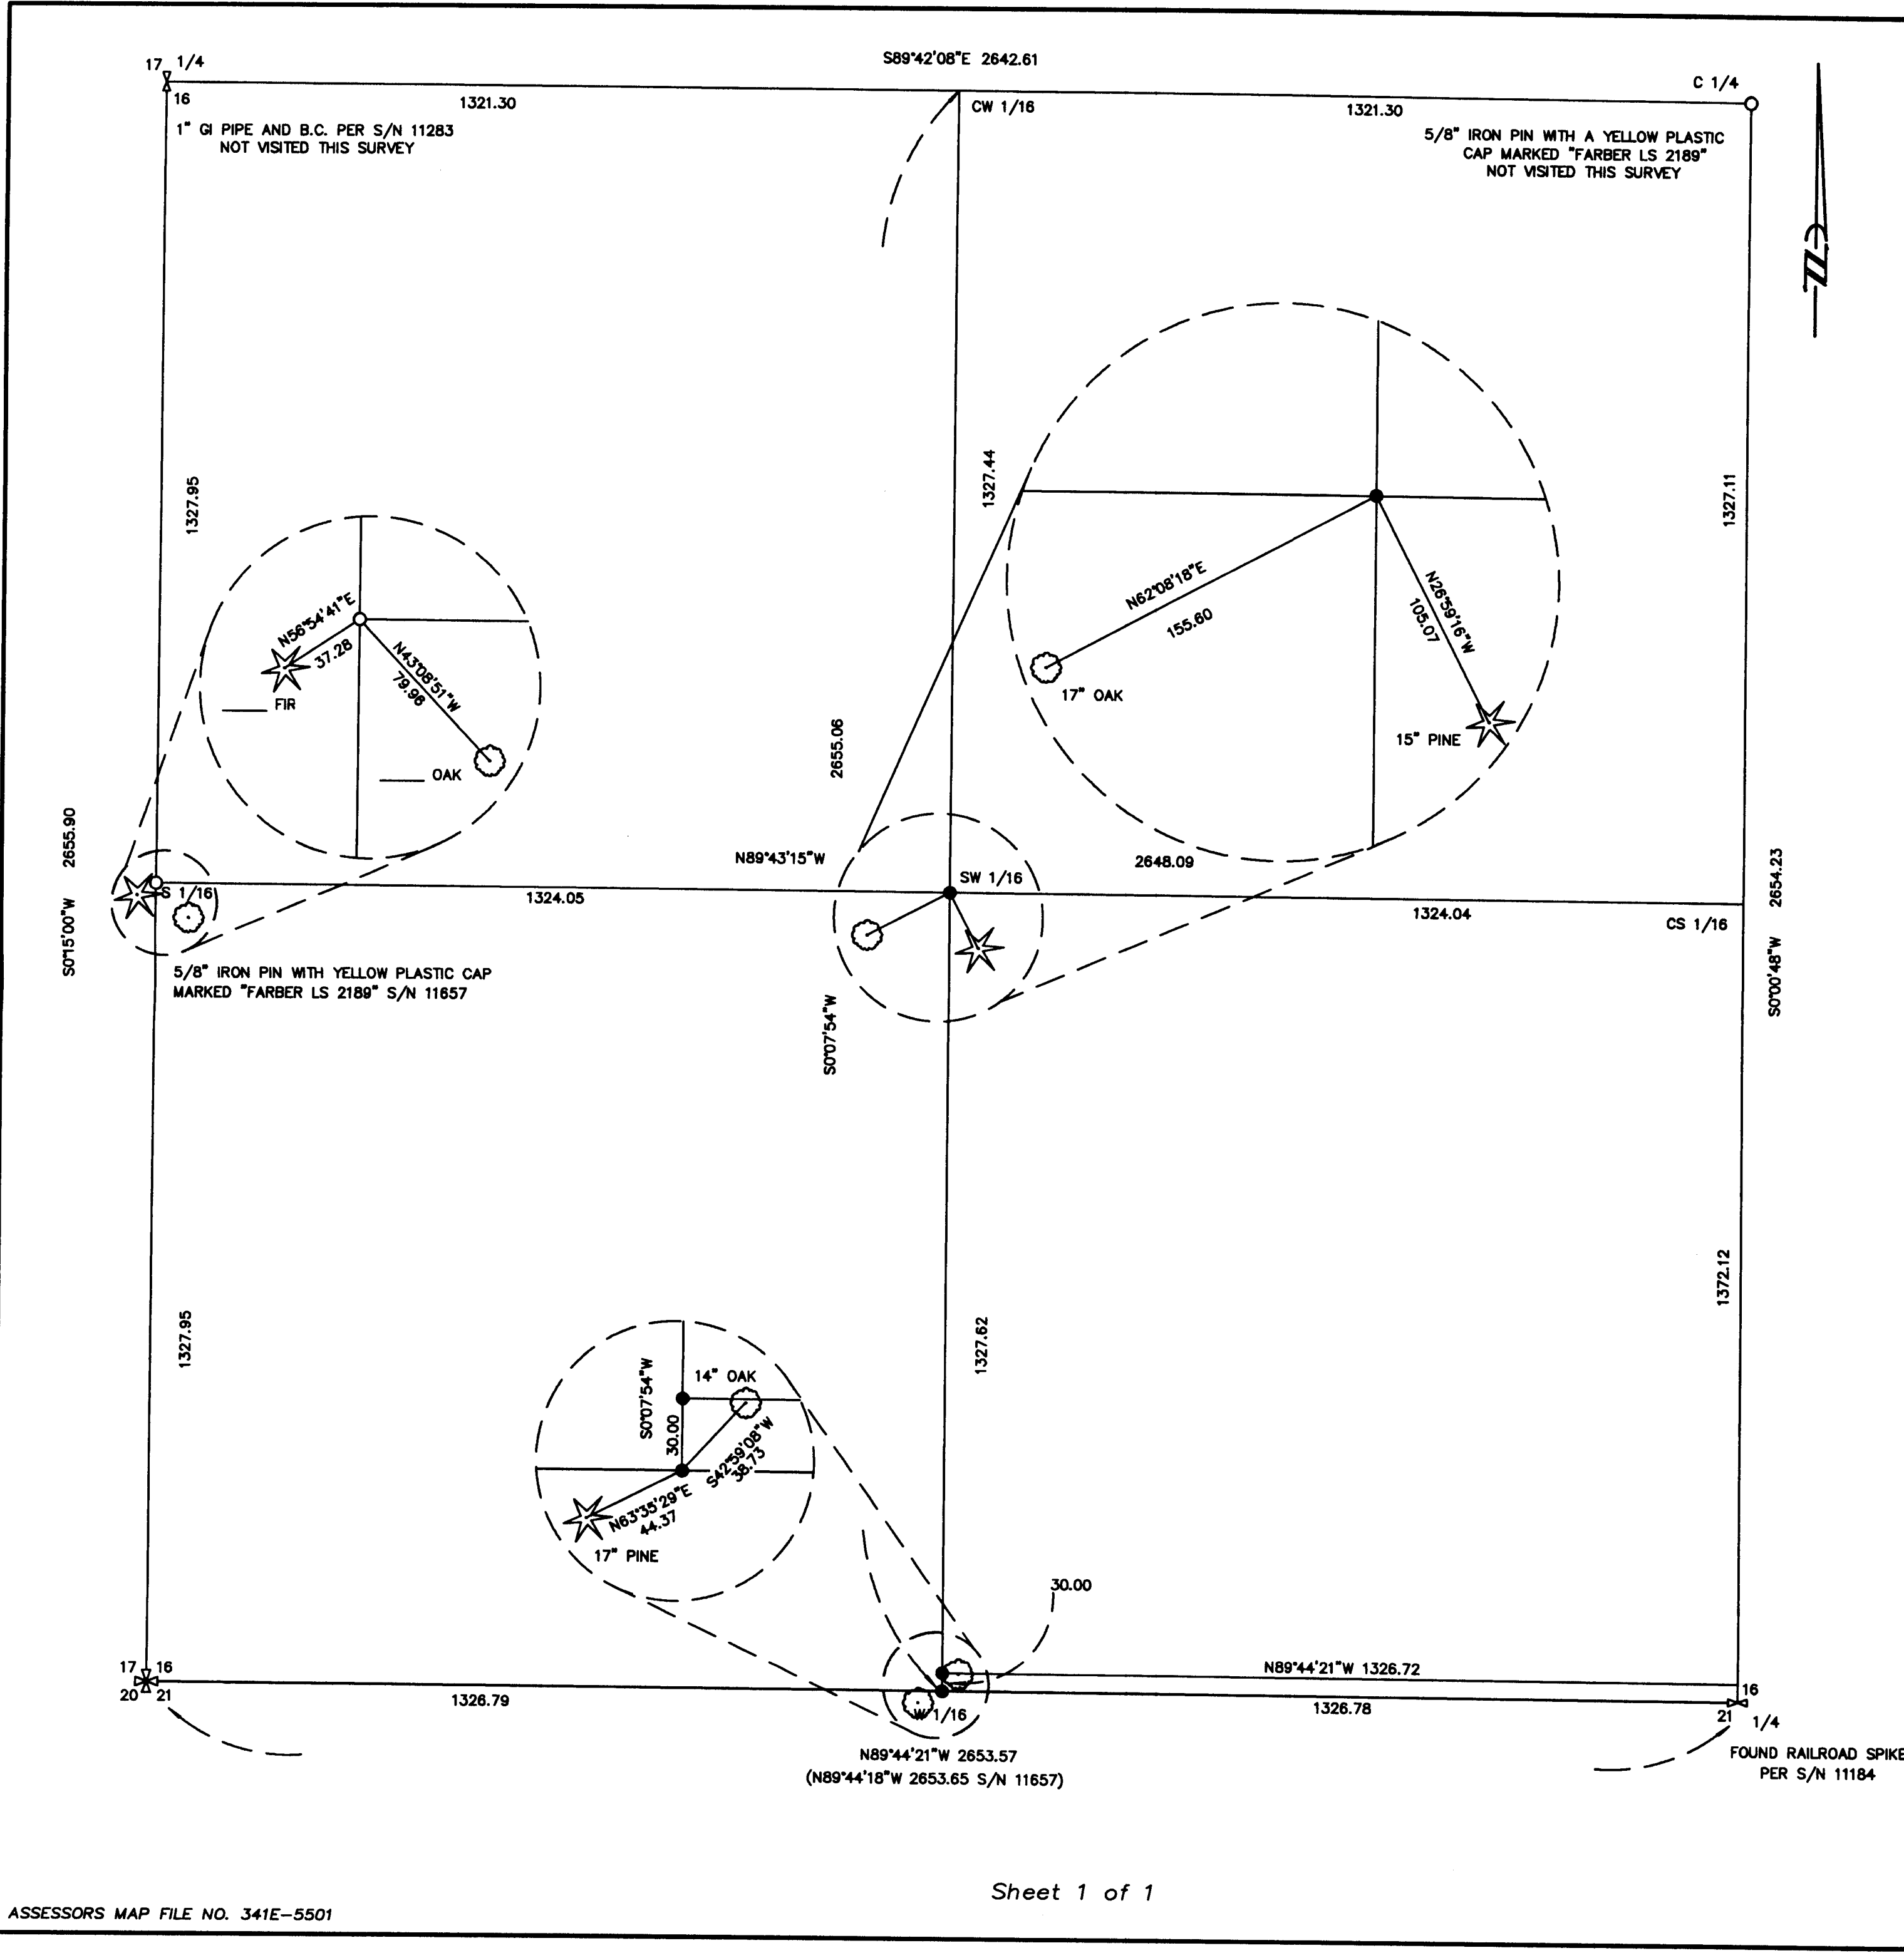 S89°42'08"E 2642.61
17 1/4
16
1321.30
CW 1/16
1321.30
C 1/4
1" GI PIPE AND B.C. PER S/N 11283
NOT VISITED THIS SURVEY
5/8" IRON PIN WITH A YELLOW PLASTIC
CAP MARKED "FARBER LS 2189"
NOT VISITED THIS SURVEY
1327.95
1327.44
1327.11
N56°54'41"E
37.28
N43°08'51"W
79.96
FIR
OAK
N62°08'18"E
155.60
N26°59'16"W
105.07
17" OAK
15" PINE
S0°15'00"W 2655.90
2655.06
N89°43'15"W
2648.09
S 1/16
1324.05
SW 1/16
1324.04
CS 1/16
S0°00'48"W 2654.23
5/8" IRON PIN WITH YELLOW PLASTIC CAP
MARKED "FARBER LS 2189" S/N 11657
S0°07'54"W
1327.95
1327.62
1372.12
S0°07'54"W
30.00
14" OAK
S42°59'08"W
38.73
N63°35'29"E
44.37
17" PINE
30.00
17 16
20 21
1326.79
N89°44'21"W 1326.72
W 1/16
1326.78
16
21 1/4
N89°44'21"W 2653.57
(N89°44'18"W 2653.65 S/N 11657)
FOUND RAILROAD SPIKE
PER S/N 11184
Sheet 1 of 1
ASSESSORS MAP FILE NO. 341E-5501